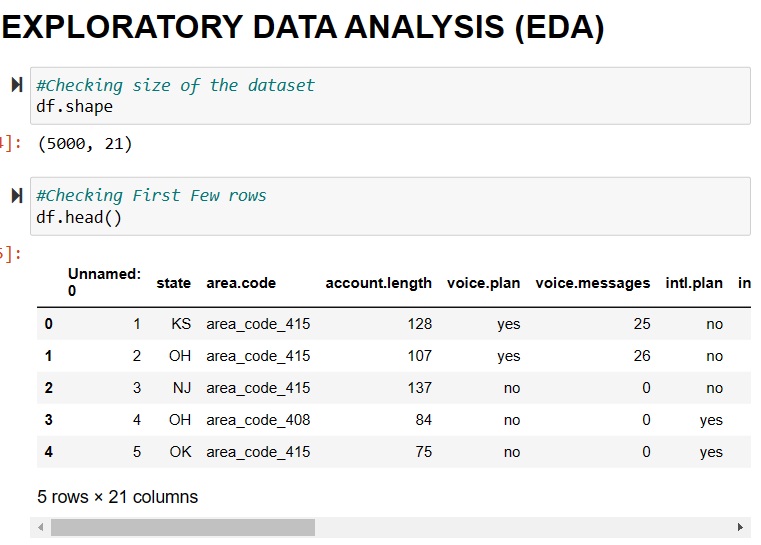 EXPLORATORY DATA ANALYSIS (EDA)
#Checking size of the dataset
df.shape
]: (5000, 21)
#Checking First Few rows
df.head()
]:
Unnamed: 0 state area.code account.length voice.plan voice.messages intl.plan in
0 1 KS area_code_415 128 yes 25 no
1 2 OH area_code_415 107 yes 26 no
2 3 NJ area_code_415 137 no 0 no
3 4 OH area_code_408 84 no 0 yes
4 5 OK area_code_415 75 no 0 yes
5 rows × 21 columns